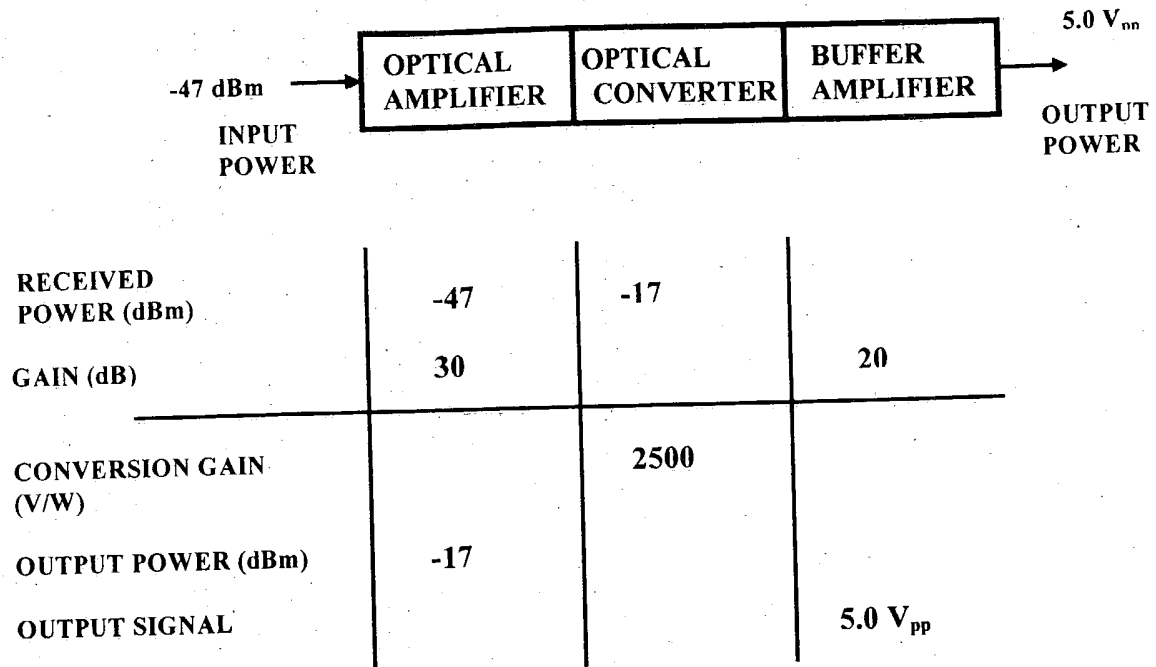 5.0 Vpp
OPTICAL AMPLIFIER
OPTICAL CONVERTER
BUFFER AMPLIFIER
-47 dBm
INPUT POWER
OUTPUT POWER
RECEIVED POWER (dBm)
-47
-17
GAIN (dB)
30
20
CONVERSION GAIN (V/W)
2500
OUTPUT POWER (dBm)
-17
OUTPUT SIGNAL
5.0 Vpp